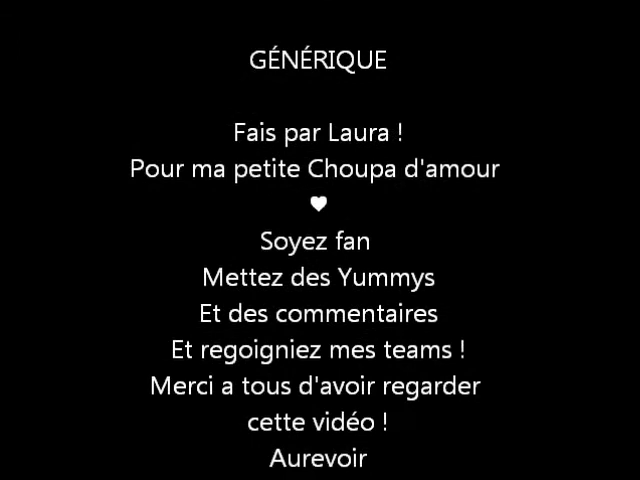 GÉNÉRIQUE
Fais par Laura !
Pour ma petite Choupa d'amour
♥
Soyez fan
Mettez des Yummys
Et des commentaires
Et regoigniez mes teams !
Merci a tous d'avoir regarder
cette vidéo !
Aurevoir